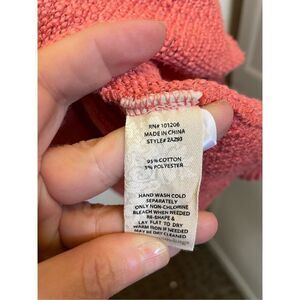 RN# 101206
MADE IN CHINA
STYLE# 2AZ93
95% COTTON
5% POLYESTER
HAND WASH COLD
SEPARATELY
ONLY NON-CHLORINE
BLEACH WHEN NEEDED
RE-SHAPE &
LAY FLAT TO DRY
WARM IRON IF NEEDED
MAY BE DRY CLEANED